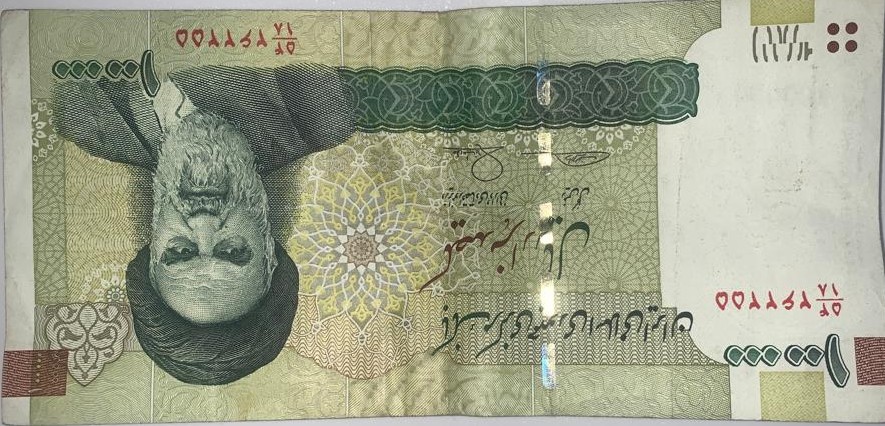 ۱۰۰۰۰۰
بانک مرکزی جمهوری اسلامی ایران
۵۴/۱۸ ۲۶۲۲۵۵
یکصد هزار ریال
وزیر امور اقتصادی و دارائی رئیس کل
۱۰۰۰۰۰
۵۴/۱۸ ۲۶۲۲۵۵